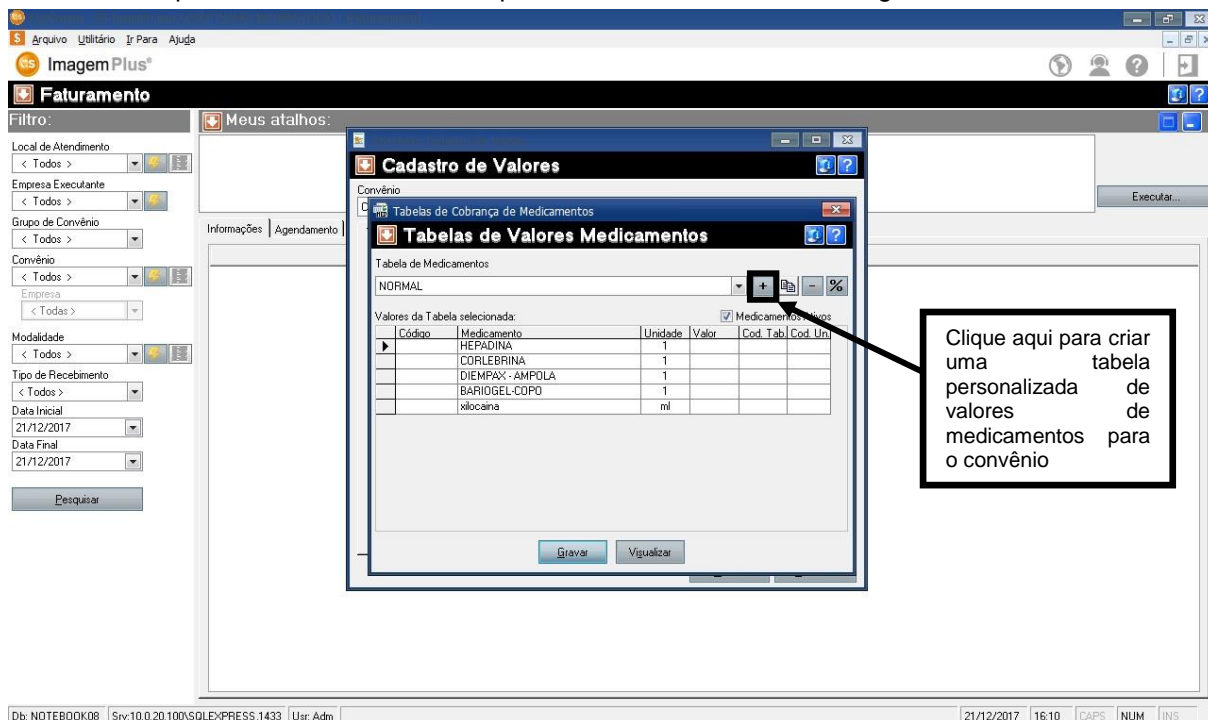 Arquivo Utilitário Ir Para Ajuda
ImagemPlus®
Faturamento
Filtro:
Meus atalhos:
Local de Atendimento
< Todos >
Empresa Executante
< Todos >
Grupo de Convênio
< Todos >
Convênio
< Todos >
Empresa
< Todas >
Modalidade
< Todos >
Tipo de Recebimento
< Todos >
Data Inicial
21/12/2017
Data Final
21/12/2017
Pesquisar
Executar...
Informações Agendamento
Cadastro de Valores
Convênio
Tabelas de Cobrança de Medicamentos
Tabelas de Valores Medicamentos
Tabela de Medicamentos
NORMAL
+ - %
Valores da Tabela selecionada:
Código Medicamento Unidade Valor Cod. Tab. Cod. Un.
HEPADINA 1
CORLEBRINA 1
DIEMPAX - AMPOLA 1
BARIOGEL-COPO 1
xilocaina ml
Gravar Visualizar
Clique aqui para criar
uma tabela
personalizada de
valores de
medicamentos para
o convênio
Db: NOTEBOOK08 Srv:10.0.20.100\SQLEXPRESS,1433 Usr: Adm 21/12/2017 16:10 CAPS NUM INS